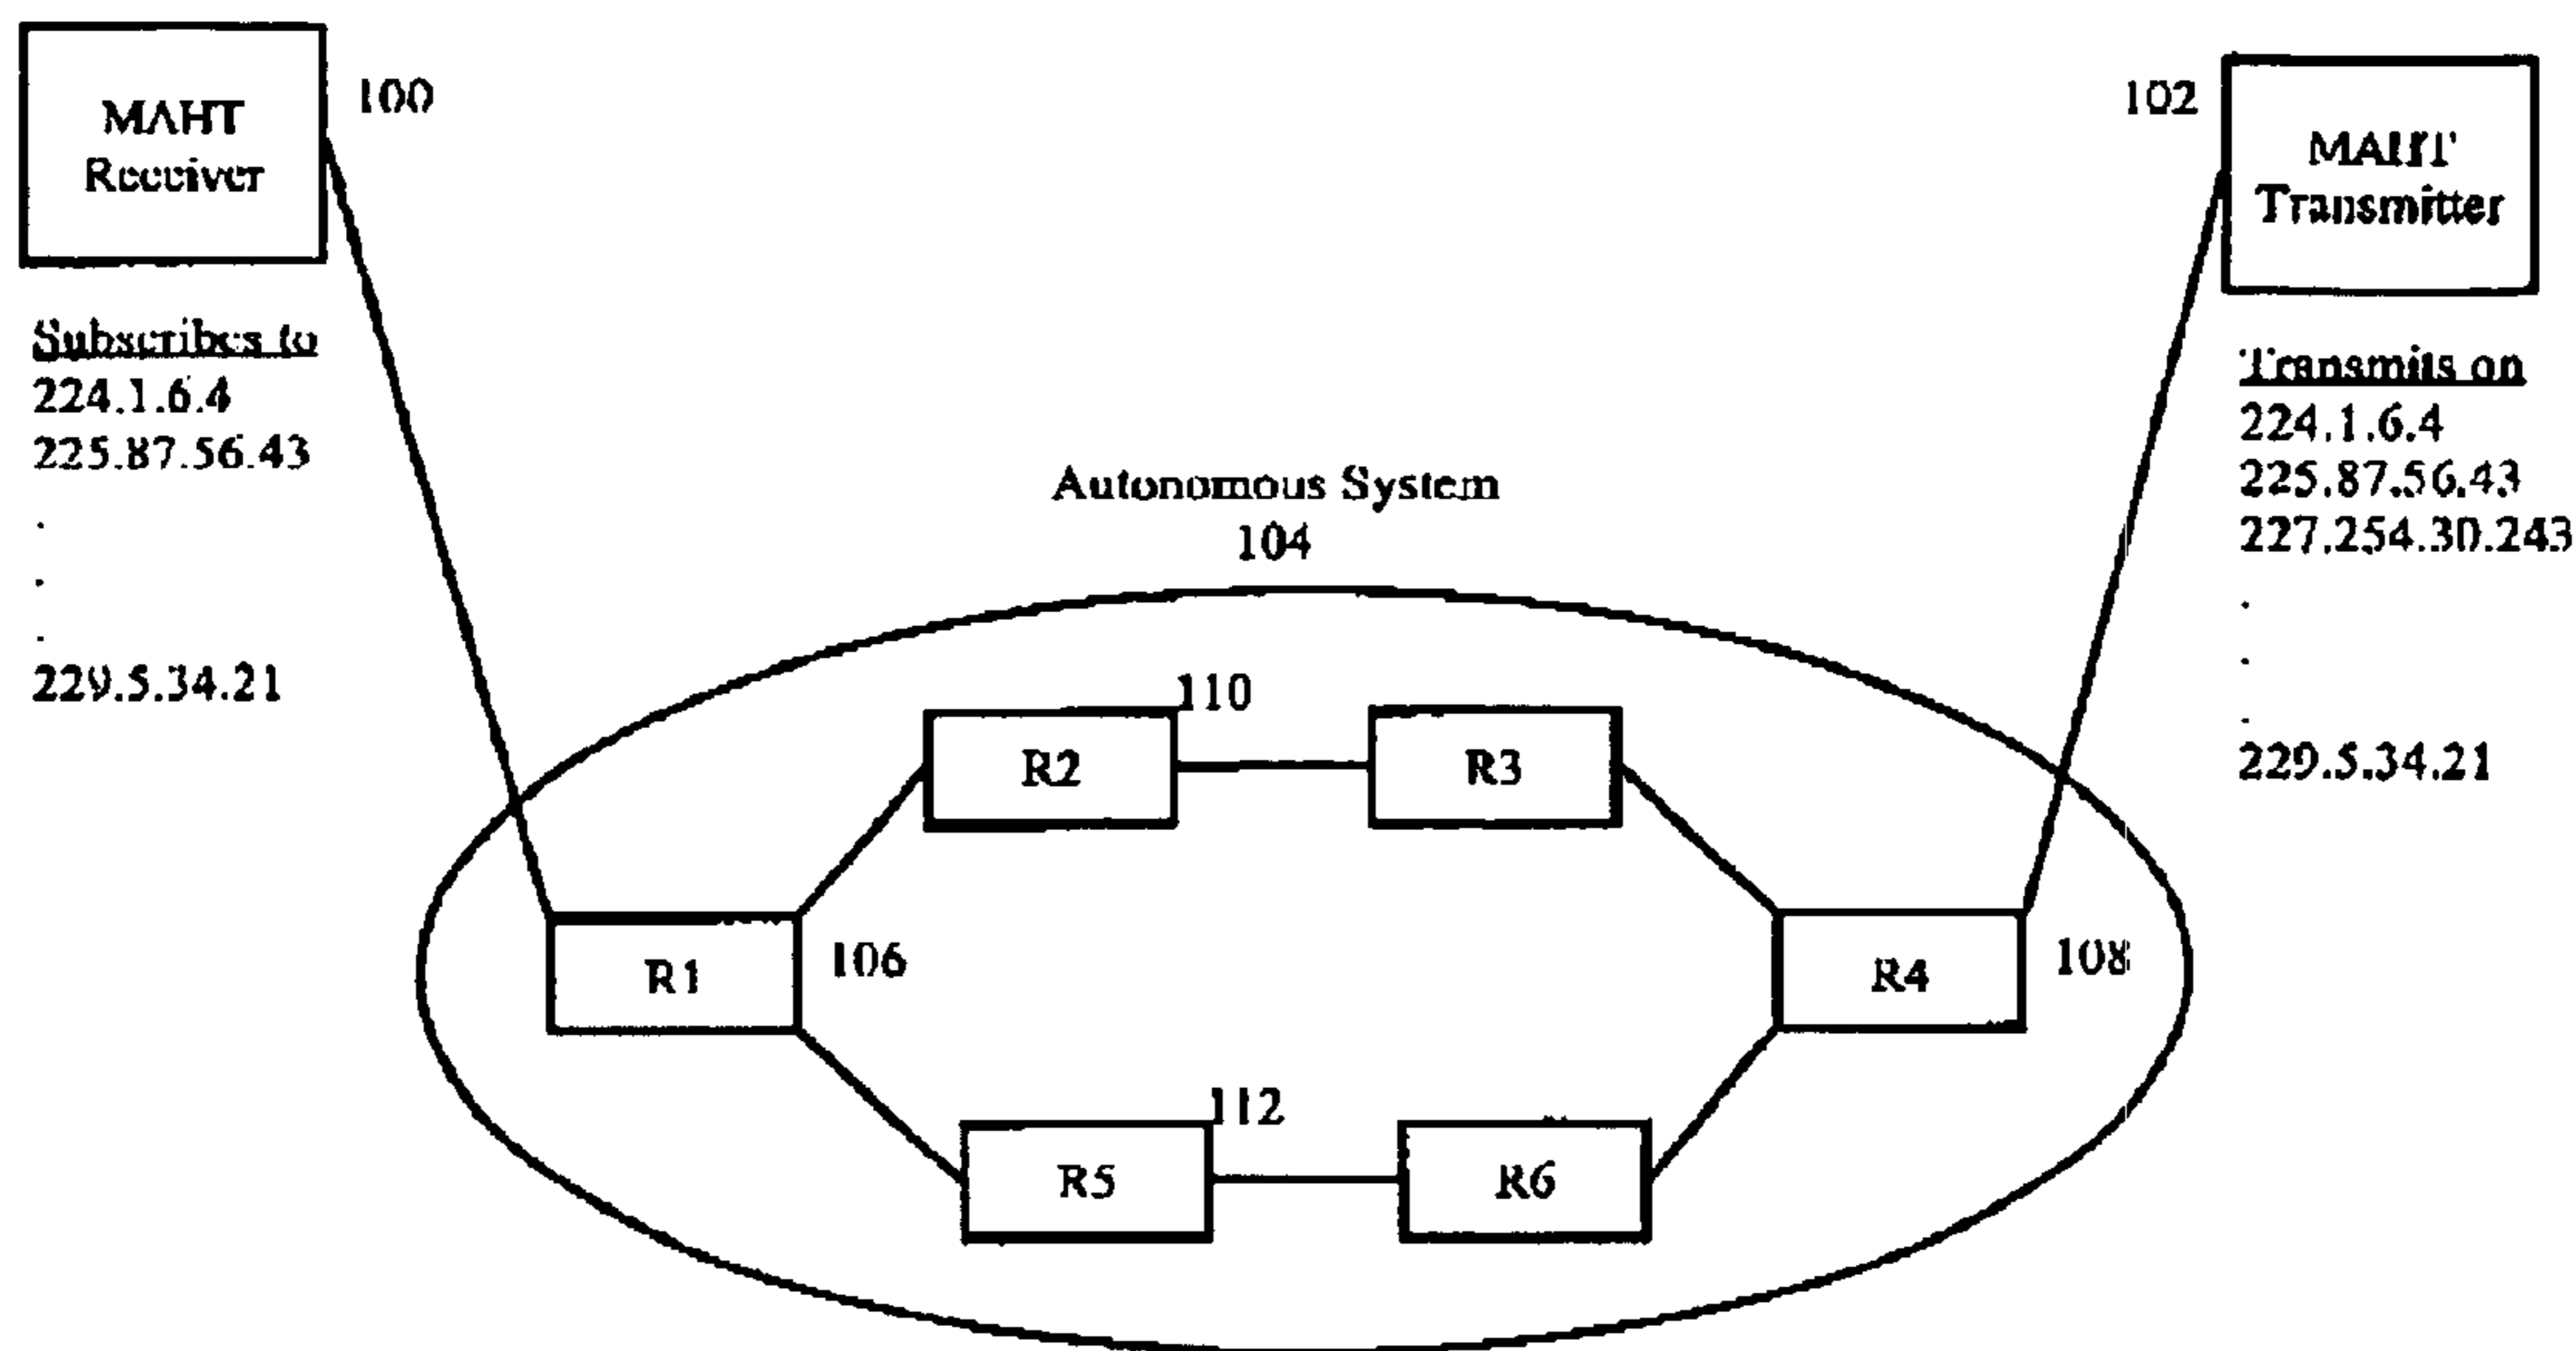 MAHT
Receiver
100
Subscribes to
224.1.6.4
225.87.56.43
.
.
.
229.5.34.21
102
MAHT
Transmitter
Transmits on
224.1.6.4
225.87.56.43
227.254.30.243
.
.
.
229.5.34.21
Autonomous System
104
110
R2
R3
R1
106
R4
108
112
R5
R6